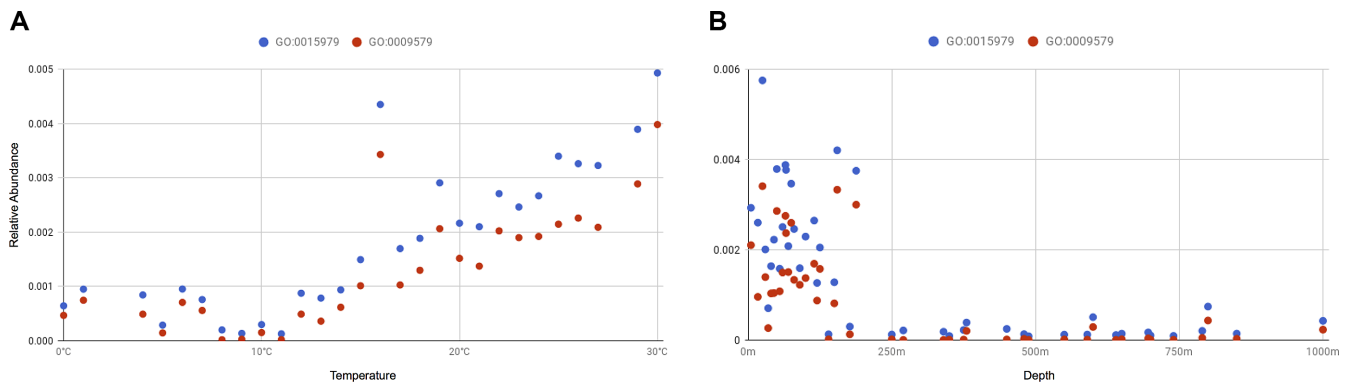 A
GO:0015979 GO:0009579
0.005
0.004
0.003
0.002
0.001
0.000
Relative Abundance
0°C 10°C 20°C 30°C
Temperature
B
GO:0015979 GO:0009579
0.006
0.004
0.002
0
0m 250m 500m 750m 1000m
Depth